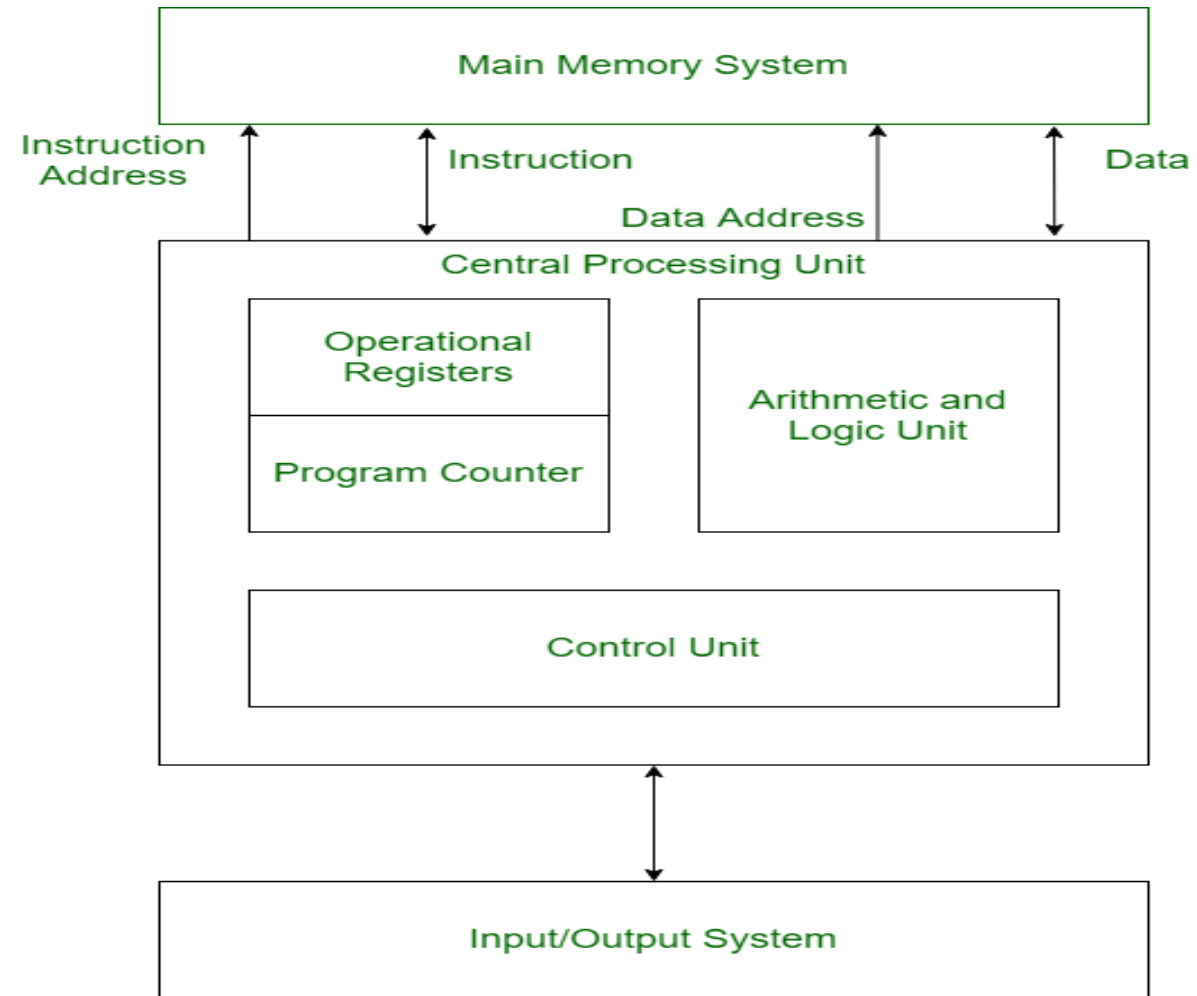 Main Memory System
Instruction
Address
Instruction
Data
Data Address
Central Processing Unit
Operational
Registers
Arithmetic and
Logic Unit
Program Counter
Control Unit
Input/Output System